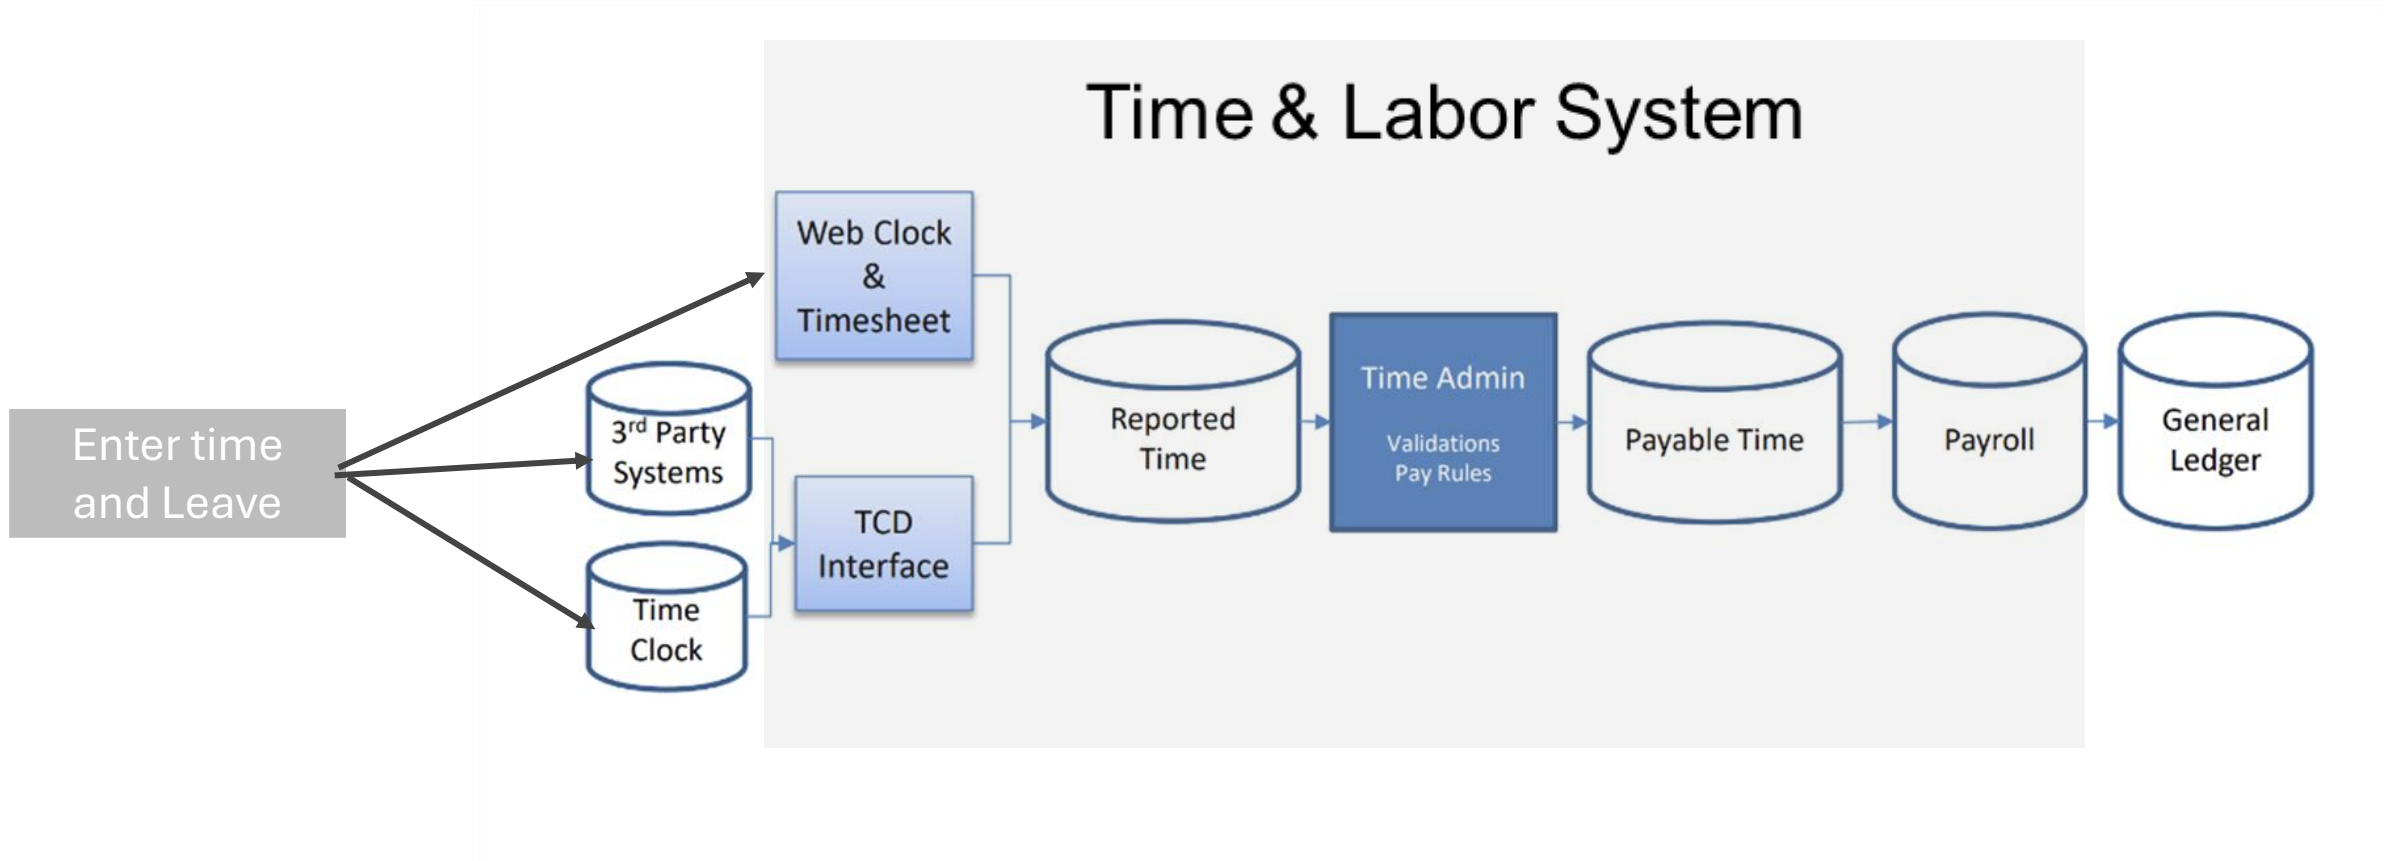 Time & Labor System
Enter time
and Leave
Web Clock
&
Timesheet
3rd Party
Systems
Time
Clock
TCD
Interface
Reported
Time
Time Admin
Validations
Pay Rules
Payable Time
Payroll
General
Ledger